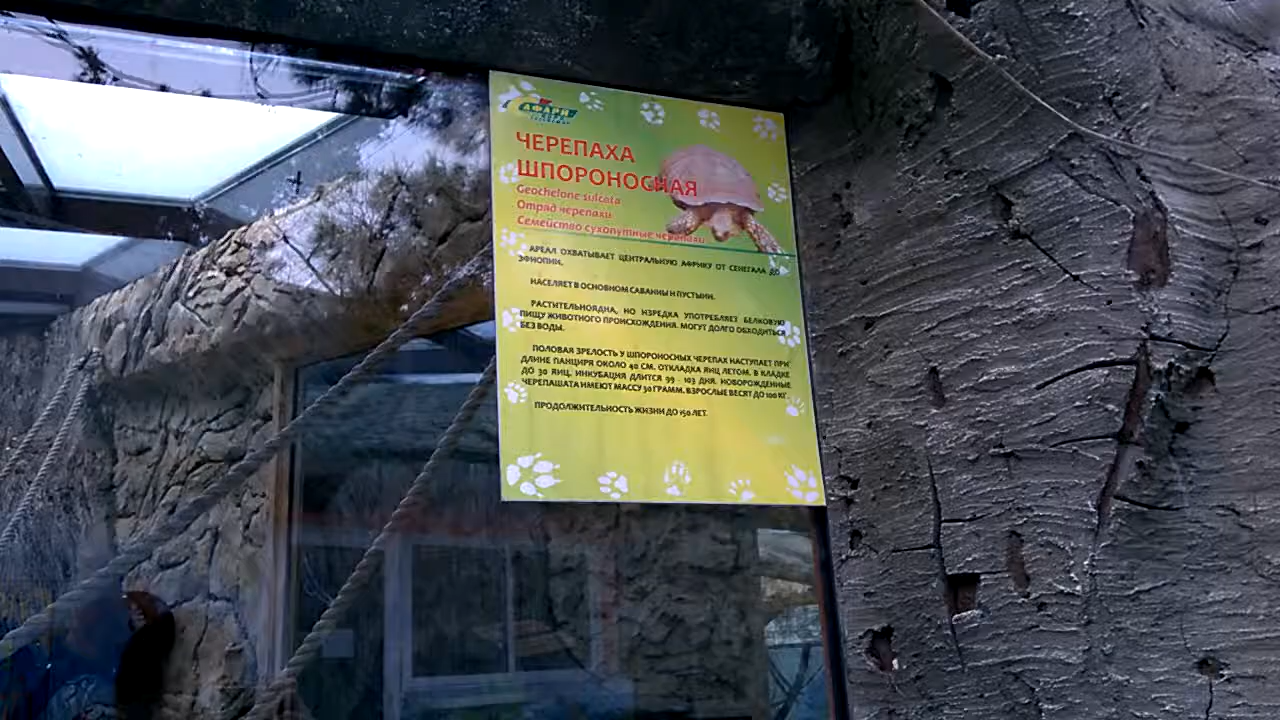 ЧЕРЕПАХА
ШПОРОНОСНАЯ
Geochelone sulcata
Отряд черепахи
Семейство сухопутные черепахи
АРЕАЛ ОХВАТЫВАЕТ ЦЕНТРАЛЬНУЮ АФРИКУ ОТ СЕНЕГАЛА ДО
ЭФИОПИИ.
НАСЕЛЯЕТ В ОСНОВНОМ САВАННЫ И ПУСТЫНИ.
РАСТИТЕЛЬНОЯДНА, НО ИЗРЕДКА УПОТРЕБЛЯЕТ БЕЛКОВУЮ
ПИЩУ ЖИВОТНОГО ПРОИСХОЖДЕНИЯ. МОГУТ ДОЛГО ОБХОДИТЬСЯ
БЕЗ ВОДЫ.
ПОЛОВАЯ ЗРЕЛОСТЬ У ШПОРОНОСНЫХ ЧЕРЕПАХ НАСТУПАЕТ ПРИ
ДЛИНЕ ПАНЦИРЯ ОКОЛО 40 СМ. ОТКЛАДКА ЯИЦ ЛЕТОМ. В КЛАДКЕ
ДО 30 ЯИЦ. ИНКУБАЦИЯ ДЛИТСЯ 99 - 103 ДНЯ. НОВОРОЖДЕННЫЕ
ЧЕРЕПАШАТА ИМЕЮТ МАССУ 30 ГРАММ. ВЗРОСЛЫЕ ВЕСЯТ ДО 100 КГ.
ПРОДОЛЖИТЕЛЬНОСТЬ ЖИЗНИ ДО 150 ЛЕТ.